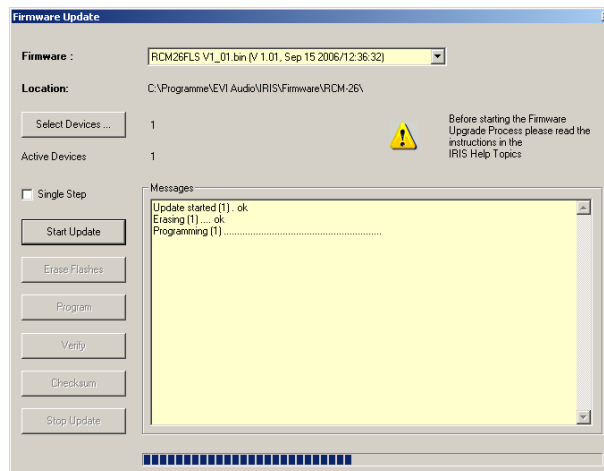 Firmware Update
Firmware :
RCM26FLS V1_01.bin (V 1.01, Sep 15 2006/12:36:32)
Location:
C:\Programme\EVI Audio\IRIS\Firmware\RCM-26\
Select Devices ...
1
Before starting the Firmware
Upgrade Process please read the
instructions in the
IRIS Help Topics
Active Devices
1
Single Step
Messages
Update started (1) . ok
Erasing (1) .... ok
Programming (1) ..........................................................
Start Update
Erase Flashes
Program
Verify
Checksum
Stop Update